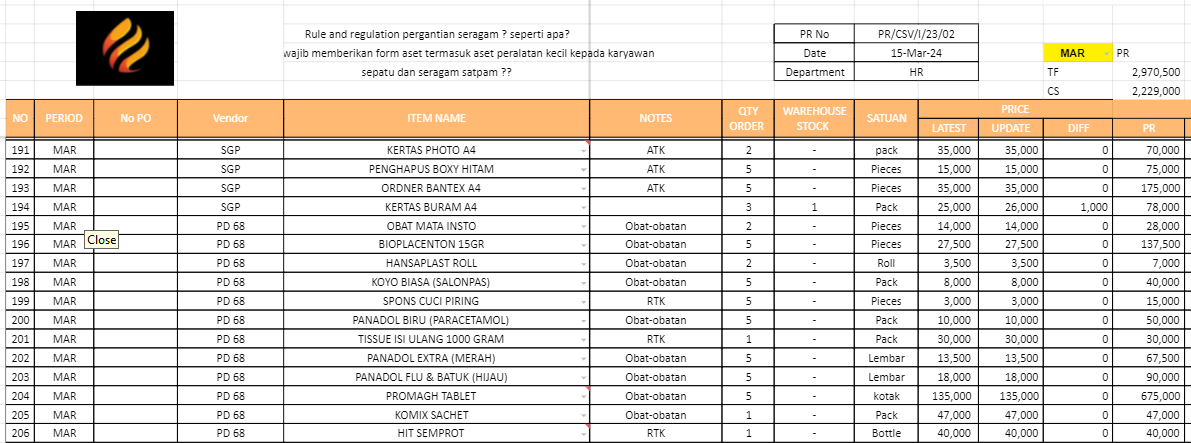 Rule and regulation pergantian seragam ? seperti apa? PR No PR/CSV/I/23/02
wajib memberikan form aset termasuk aset peralatan kecil kepada karyawan Date 15-Mar-24 MAR PR
sepatu dan seragam satpam ?? Department HR TF 2,970,500
CS 2,229,000
NO PERIOD No PO Vendor ITEM NAME NOTES QTY ORDER WAREHOUSE STOCK SATUAN PRICE
LATEST UPDATE DIFF PR
191 MAR SGP KERTAS PHOTO A4 ATK 2 - pack 35,000 35,000 0 70,000
192 MAR SGP PENGHAPUS BOXY HITAM ATK 5 - Pieces 15,000 15,000 0 75,000
193 MAR SGP ORDNER BANTEX A4 ATK 5 - Pieces 35,000 35,000 0 175,000
194 MAR SGP KERTAS BURAM A4 3 1 Pack 25,000 26,000 1,000 78,000
195 MAR PD 68 OBAT MATA INSTO Obat-obatan 2 - Pieces 14,000 14,000 0 28,000
Close
196 MAR PD 68 BIOPLACENTON 15GR Obat-obatan 5 - Pieces 27,500 27,500 0 137,500
197 MAR PD 68 HANSAPLAST ROLL Obat-obatan 2 - Roll 3,500 3,500 0 7,000
198 MAR PD 68 KOYO BIASA (SALONPAS) Obat-obatan 5 - Pack 8,000 8,000 0 40,000
199 MAR PD 68 SPONS CUCI PIRING RTK 5 - Pieces 3,000 3,000 0 15,000
200 MAR PD 68 PANADOL BIRU (PARACETAMOL) Obat-obatan 5 - Pack 10,000 10,000 0 50,000
201 MAR PD 68 TISSUE ISI ULANG 1000 GRAM RTK 1 - Pack 30,000 30,000 0 30,000
202 MAR PD 68 PANADOL EXTRA (MERAH) Obat-obatan 5 - Lembar 13,500 13,500 0 67,500
203 MAR PD 68 PANADOL FLU & BATUK (HIJAU) Obat-obatan 5 - Lembar 18,000 18,000 0 90,000
204 MAR PD 68 PROMAGH TABLET Obat-obatan 5 - kotak 135,000 135,000 0 675,000
205 MAR PD 68 KOMIX SACHET Obat-obatan 1 - Pack 47,000 47,000 0 47,000
206 MAR PD 68 HIT SEMPROT RTK 1 - Bottle 40,000 40,000 0 40,000